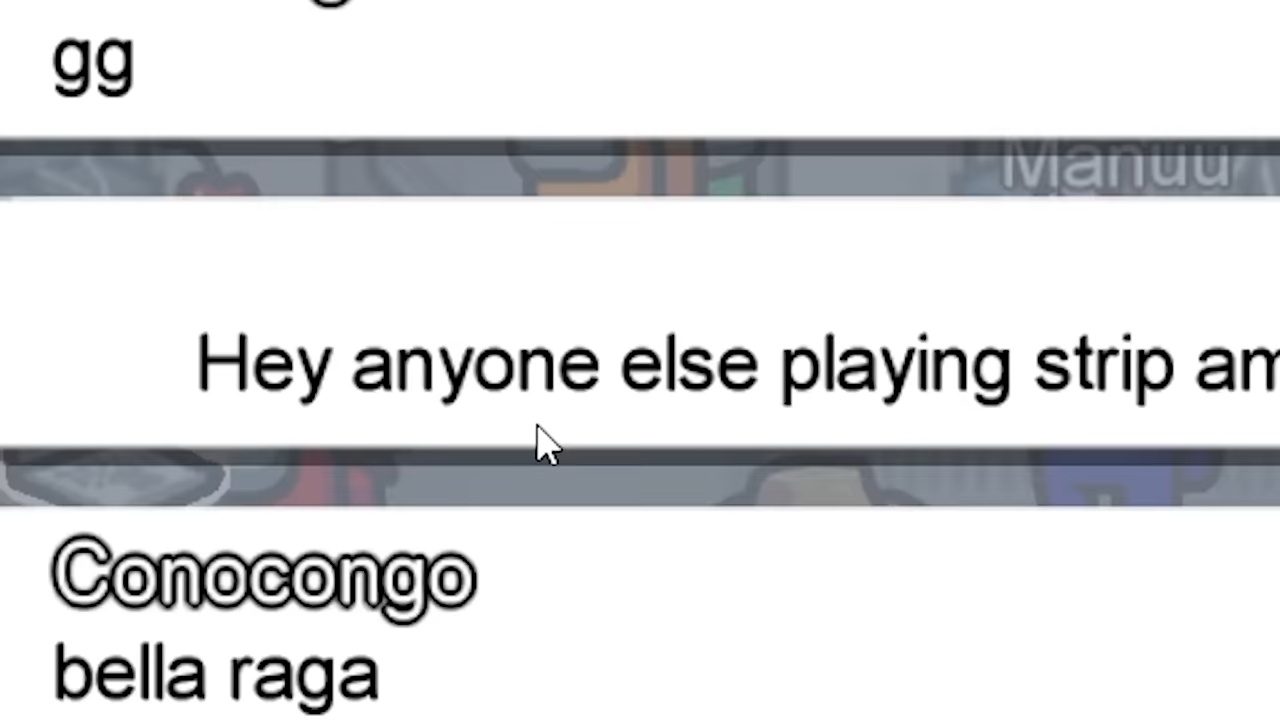 gg
Manuu
Hey anyone else playing strip am
Conocongo
bella raga